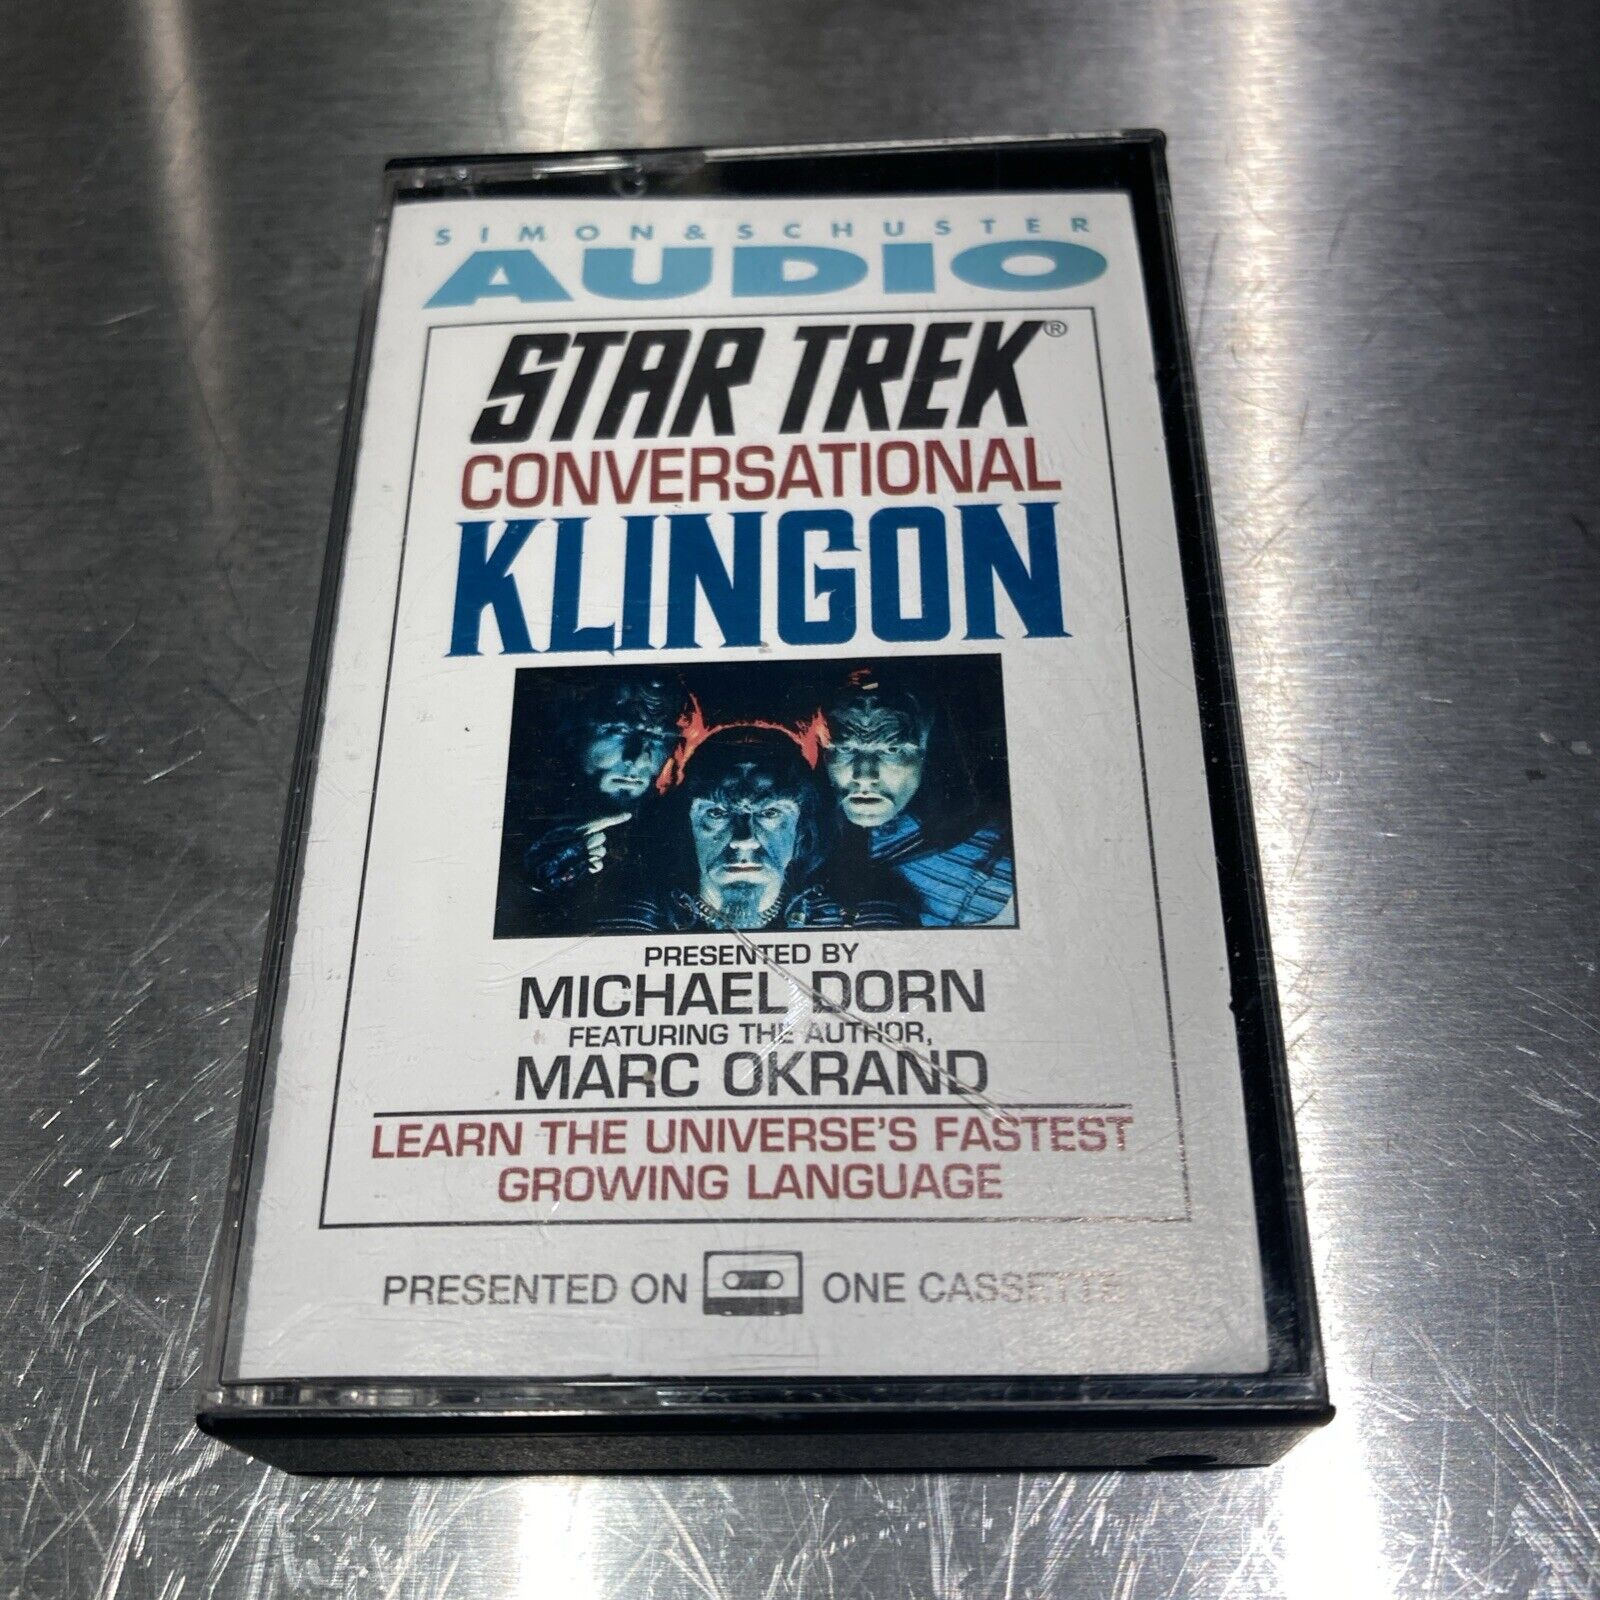 SIMON & SCHUSTER
AUDIO
STAR TREK®
CONVERSATIONAL
KLINGON
PRESENTED BY
MICHAEL DORN
FEATURING THE AUTHOR,
MARC OKRAND
LEARN THE UNIVERSE'S FASTEST
GROWING LANGUAGE
PRESENTED ON ONE CASSETTE